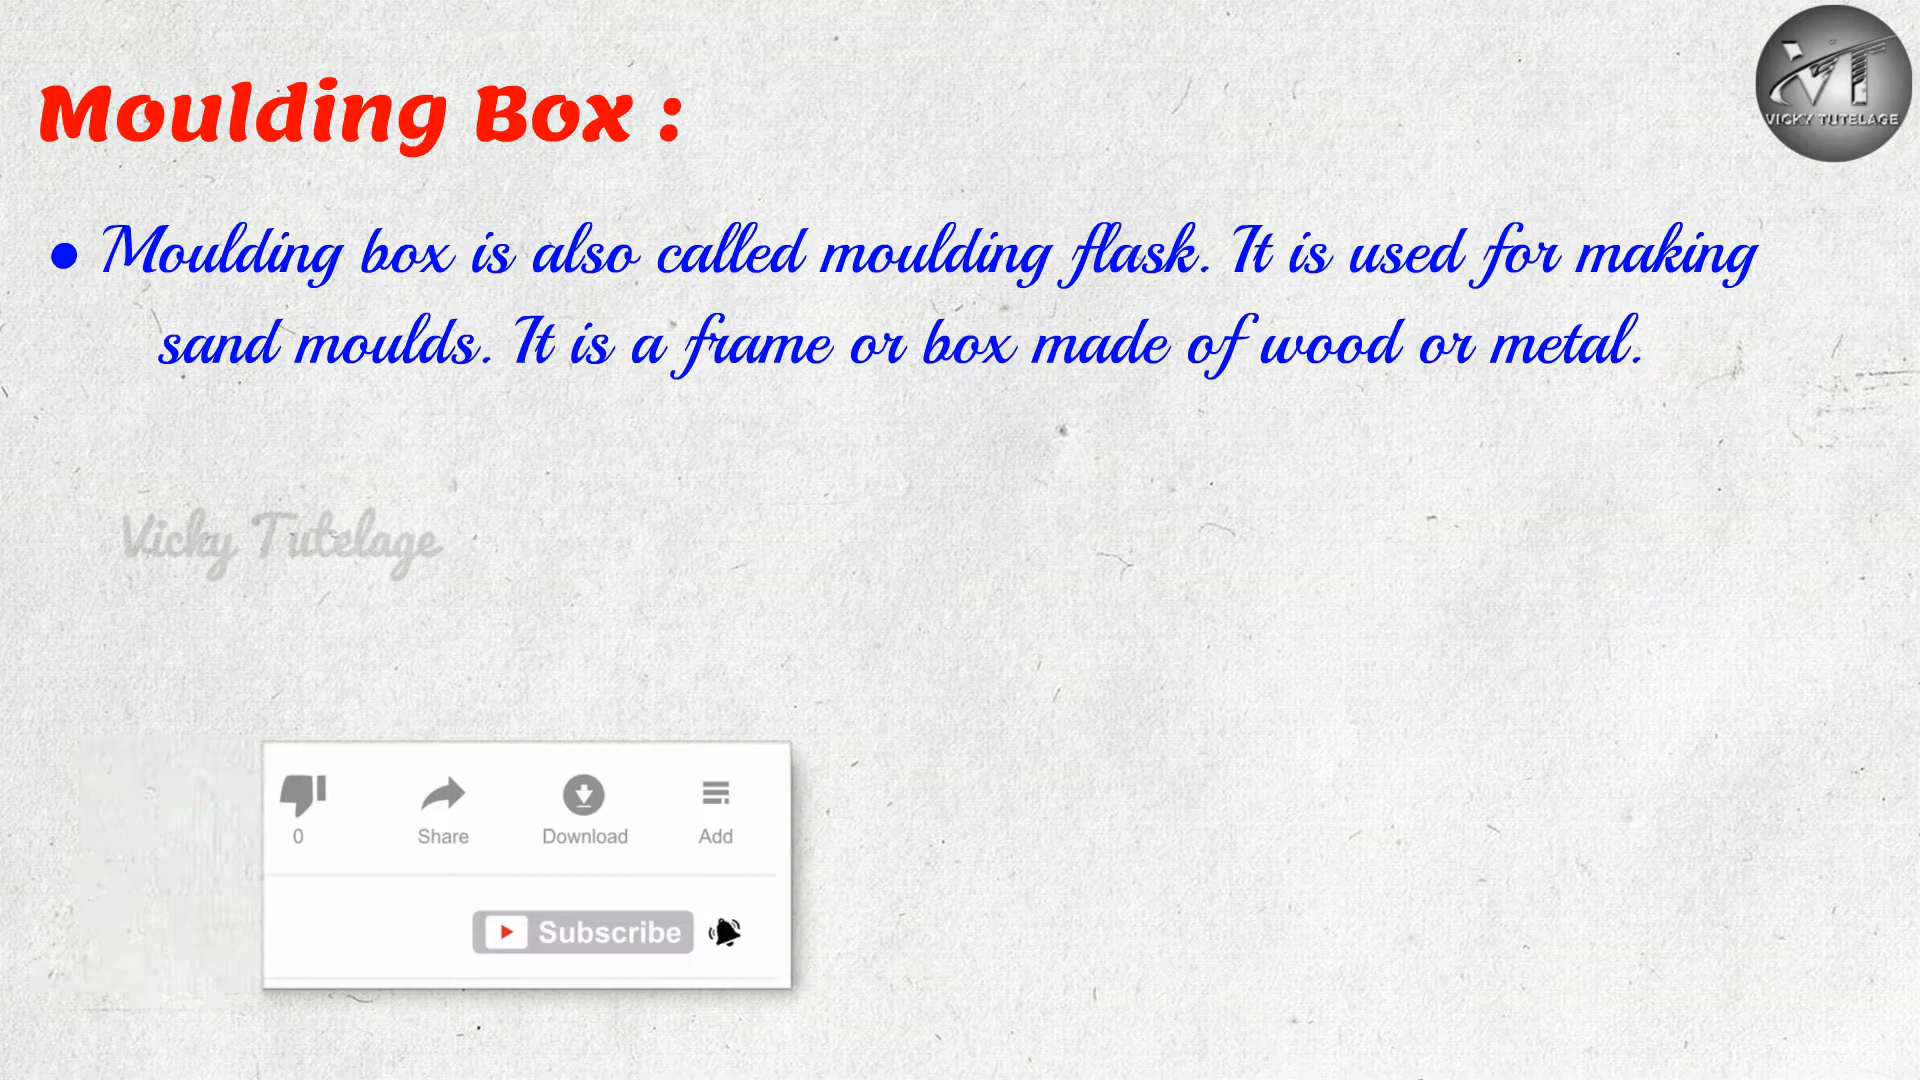 Moulding Box :
VICKY TUTELAGE
● Moulding box is also called moulding flask. It is used for making
sand moulds. It is a frame or box made of wood or metal.
Vicky Tutelage
0 Share Download Add
Subscribe